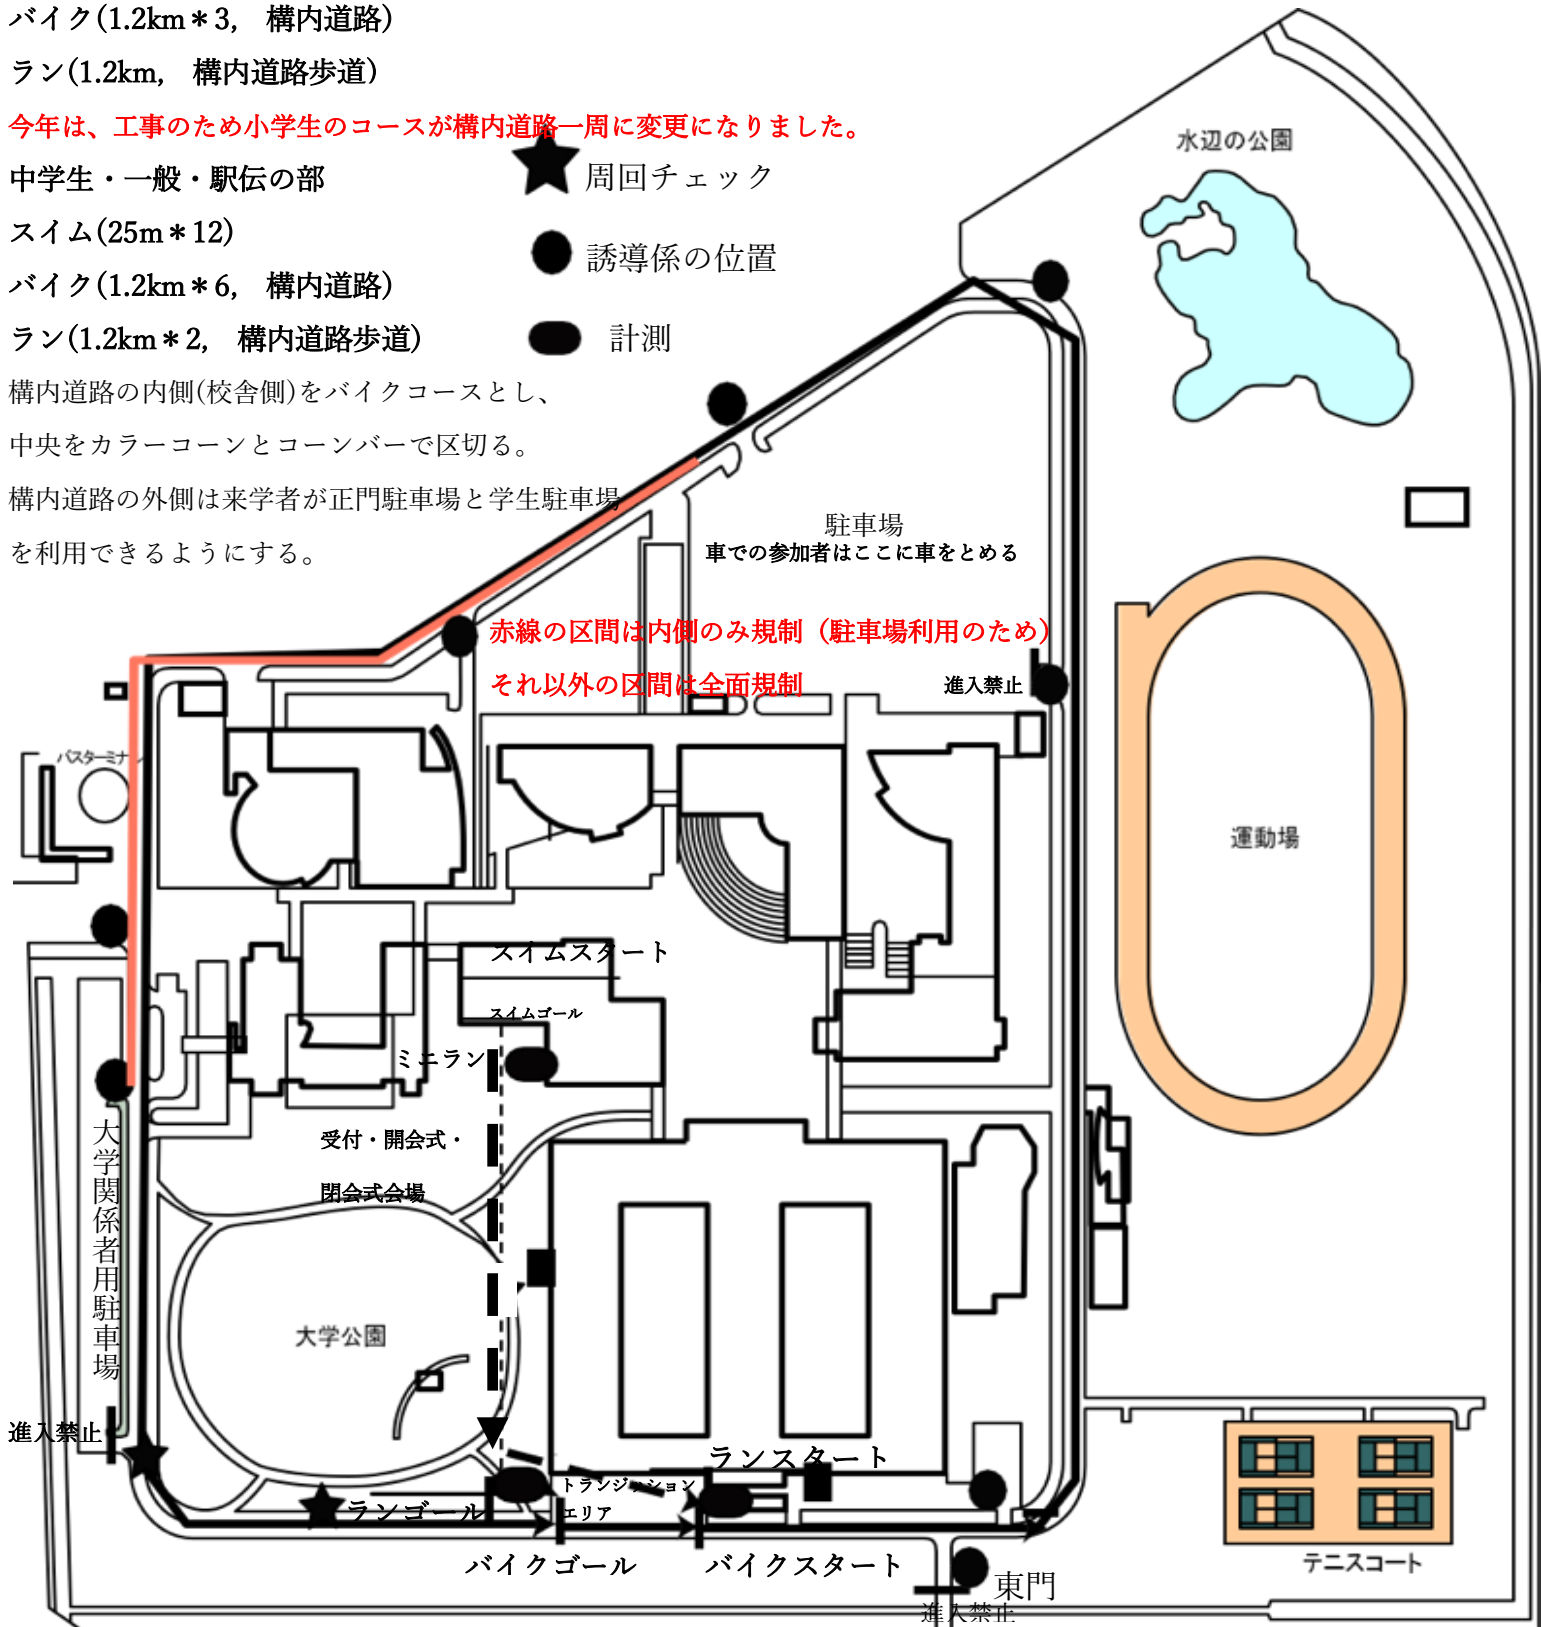 バイク(1.2km＊3,　構内道路)
ラン(1.2km,　構内道路歩道)
今年は、工事のため小学生のコースが構内道路一周に変更になりました。
中学生・一般・駅伝の部
スイム(25m＊12)
バイク(1.2km＊6,　構内道路)
ラン(1.2km＊2,　構内道路歩道)
構内道路の内側(校舎側)をバイクコースとし、
中央をカラーコーンとコーンバーで区切る。
構内道路の外側は来学者が正門駐車場と学生駐車場
を利用できるようにする。
周回チェック
誘導係の位置
計測
水辺の公園
駐車場
車での参加者はここに車をとめる
赤線の区間は内側のみ規制（駐車場利用のため）
それ以外の区間は全面規制
進入禁止
バスターミナル
運動場
スイムスタート
スイムゴール
ミニラン
受付・開会式・
閉会式会場
大学関係者用駐車場
大学公園
進入禁止
ランスタート
トランジッション
エリア
ランゴール
バイクゴール
バイクスタート
東門
進入禁止
テニスコート